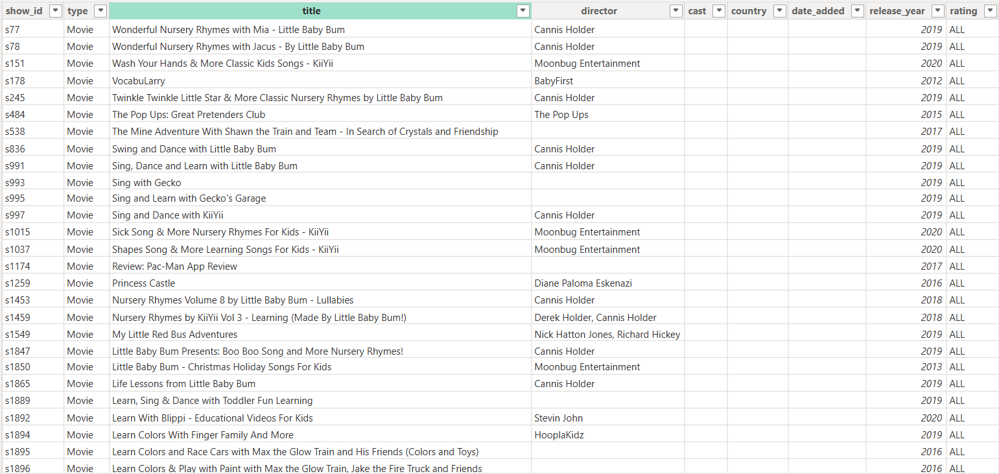 show_id type title director cast country date_added release_year rating
s77 Movie Wonderful Nursery Rhymes with Mia - Little Baby Bum Cannis Holder 2019 ALL
s78 Movie Wonderful Nursery Rhymes with Jacus - By Little Baby Bum Cannis Holder 2019 ALL
s151 Movie Wash Your Hands & More Classic Kids Songs - KiiYii Moonbug Entertainment 2020 ALL
s178 Movie VocabuLarry BabyFirst 2012 ALL
s245 Movie Twinkle Twinkle Little Star & More Classic Nursery Rhymes by Little Baby Bum Cannis Holder 2019 ALL
s484 Movie The Pop Ups: Great Pretenders Club The Pop Ups 2015 ALL
s538 Movie The Mine Adventure With Shawn the Train and Team - In Search of Crystals and Friendship 2017 ALL
s836 Movie Swing and Dance with Little Baby Bum Cannis Holder 2019 ALL
s991 Movie Sing, Dance and Learn with Little Baby Bum Cannis Holder 2019 ALL
s993 Movie Sing with Gecko 2019 ALL
s995 Movie Sing and Learn with Gecko's Garage 2019 ALL
s997 Movie Sing and Dance with KiiYii Cannis Holder 2019 ALL
s1015 Movie Sick Song & More Nursery Rhymes For Kids - KiiYii Moonbug Entertainment 2020 ALL
s1037 Movie Shapes Song & More Learning Songs For Kids - KiiYii Moonbug Entertainment 2020 ALL
s1174 Movie Review: Pac-Man App Review 2017 ALL
s1259 Movie Princess Castle Diane Paloma Eskenazi 2016 ALL
s1453 Movie Nursery Rhymes Volume 8 by Little Baby Bum - Lullabies Cannis Holder 2018 ALL
s1459 Movie Nursery Rhymes by KiiYii Vol 3 - Learning (Made By Little Baby Bum!) Derek Holder, Cannis Holder 2018 ALL
s1549 Movie My Little Red Bus Adventures Nick Hatton Jones, Richard Hickey 2019 ALL
s1847 Movie Little Baby Bum Presents: Boo Boo Song and More Nursery Rhymes! Cannis Holder 2019 ALL
s1850 Movie Little Baby Bum - Christmas Holiday Songs For Kids Moonbug Entertainment 2013 ALL
s1865 Movie Life Lessons from Little Baby Bum Cannis Holder 2019 ALL
s1889 Movie Learn, Sing & Dance with Toddler Fun Learning 2019 ALL
s1892 Movie Learn With Blippi - Educational Videos For Kids Stevin John 2020 ALL
s1894 Movie Learn Colors With Finger Family And More HooplaKidz 2019 ALL
s1895 Movie Learn Colors and Race Cars with Max the Glow Train and His Friends (Colors and Toys) 2016 ALL
s1896 Movie Learn Colors & Play with Paint with Max the Glow Train, Jake the Fire Truck and Friends 2016 ALL